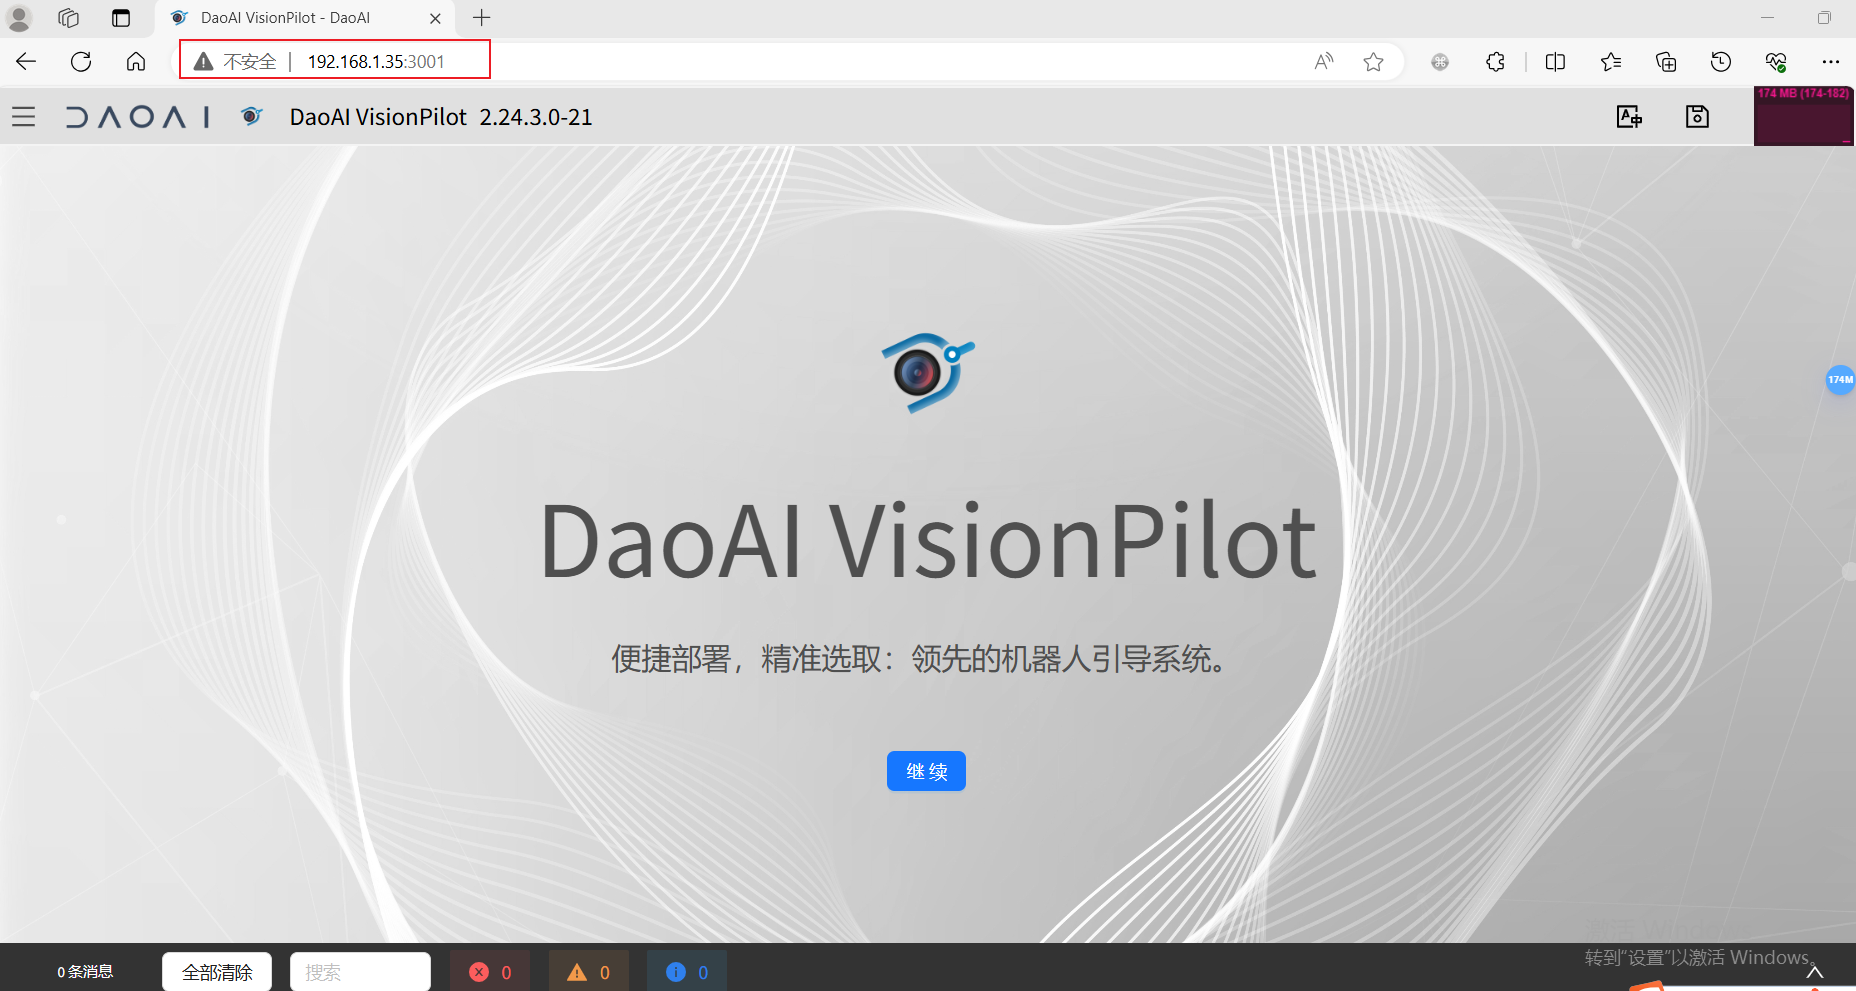 DaoAI VisionPilot - DaoAI
不安全 | 192.168.1.35:3001
DAOAI DaoAI VisionPilot 2.24.3.0-21
174 MB (174-182)
174M
DaoAI VisionPilot
便捷部署，精准选取：领先的机器人引导系统。
继续
转到“设置”以激活 Windows。
0 条消息 全部清除 搜索 0 0 0